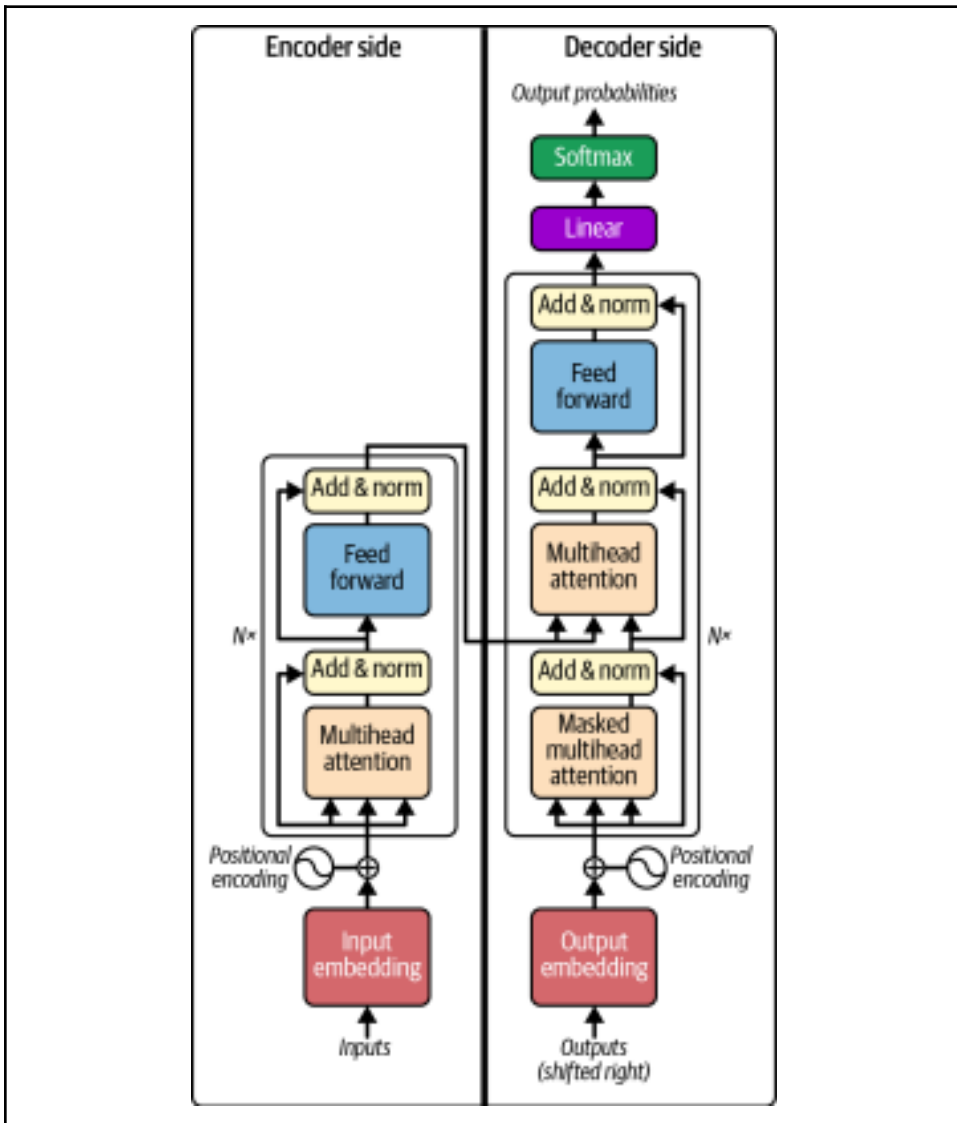 Encoder side
Decoder side
Output probabilities
Softmax
Linear
Add & norm
Feed
forward
Add & norm
Multihead
attention
N×
Add & norm
Masked
multihead
attention
Positional
encoding
Output
embedding
Outputs
(shifted right)
Add & norm
Feed
forward
N×
Add & norm
Multihead
attention
Positional
encoding
Input
embedding
Inputs